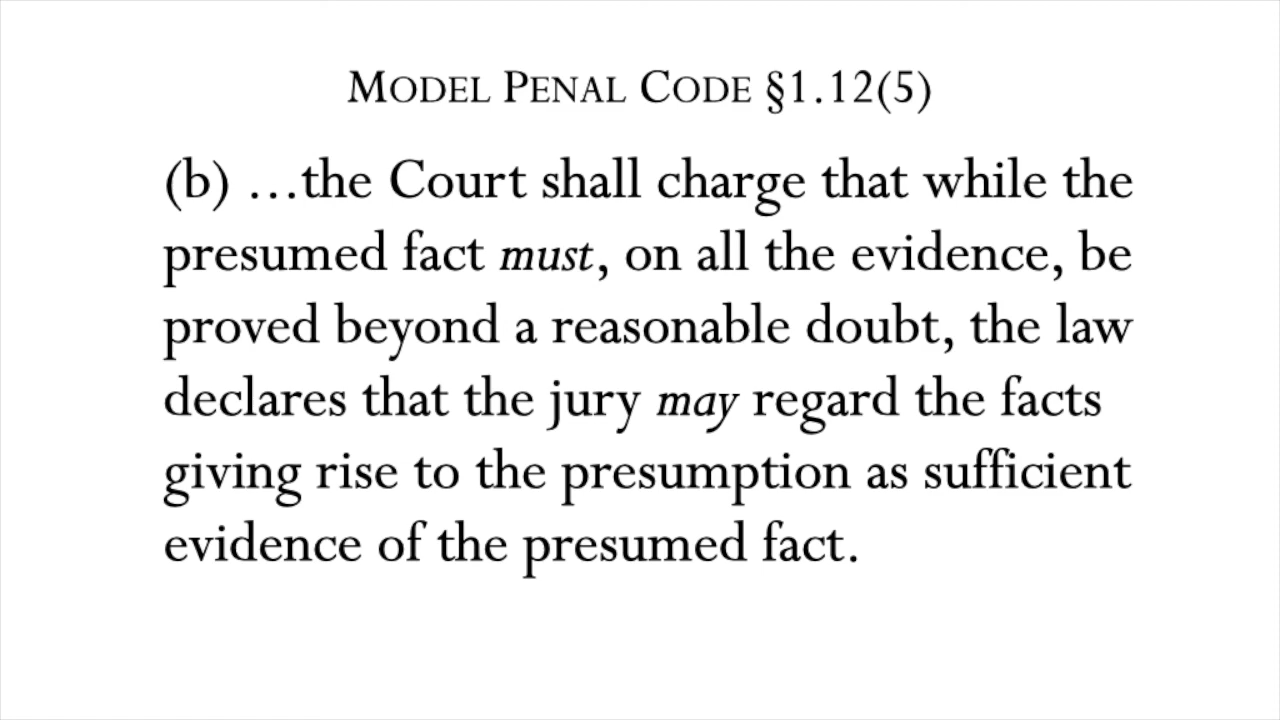 MODEL PENAL CODE §1.12(5)
(b) ...the Court shall charge that while the
presumed fact must, on all the evidence, be
proved beyond a reasonable doubt, the law
declares that the jury may regard the facts
giving rise to the presumption as sufficient
evidence of the presumed fact.